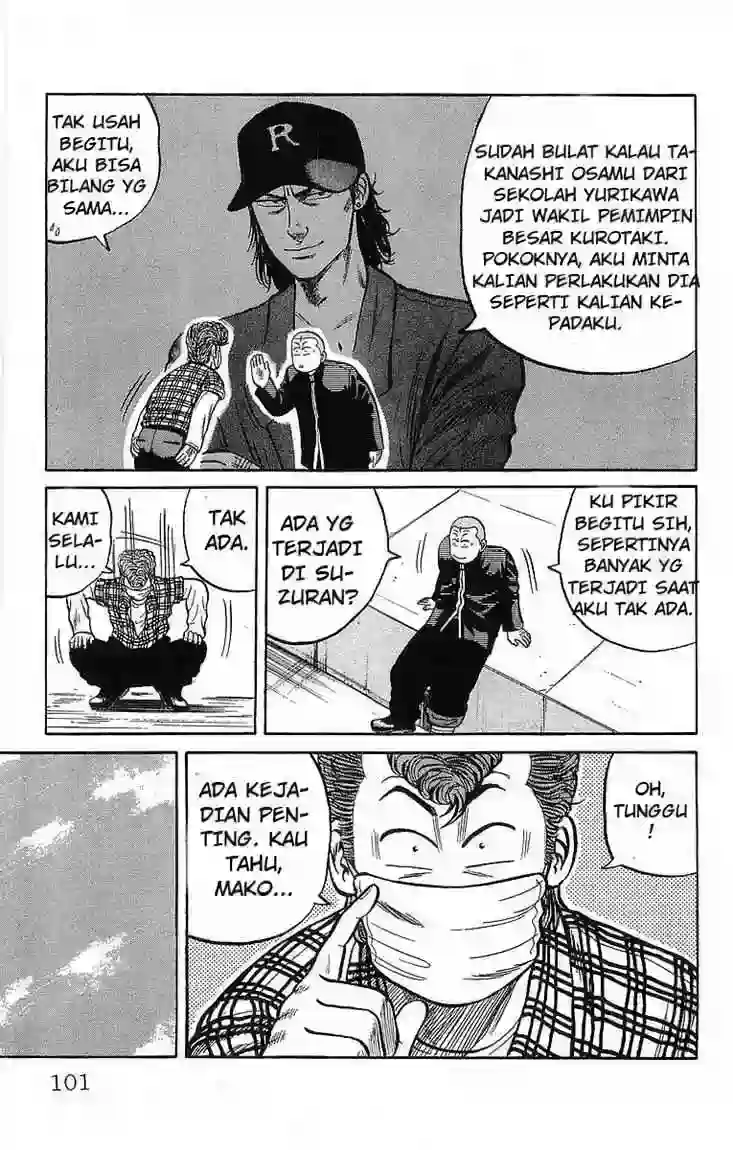 SUDAH BULAT KALAU TA-
KANASHI OSAMU DARI
SEKOLAH YURIKAWA
JADI WAKIL PEMIMPIN
BESAR KUROTAKI.
POKOKNYA, AKU MINTA
KALIAN PERLAKUKAN DIA
SEPERTI KALIAN KE-
PADAKU.
R
TAK USAH
BEGITU,
AKU BISA
BILANG YG
SAMA...
KU PIKIR
BEGITU SIH,
SEPERTINYA
BANYAK YG
TERJADI SAAT
AKU TAK ADA.
ADA YG
TERJADI
DI SU-
ZURAN?
TAK
ADA.
KAMI
SELA-
LU...
OH,
TUNGGU
!
ADA KEJA-
DIAN PEN-
TING. KAU
TAHU,
MAKO...
101